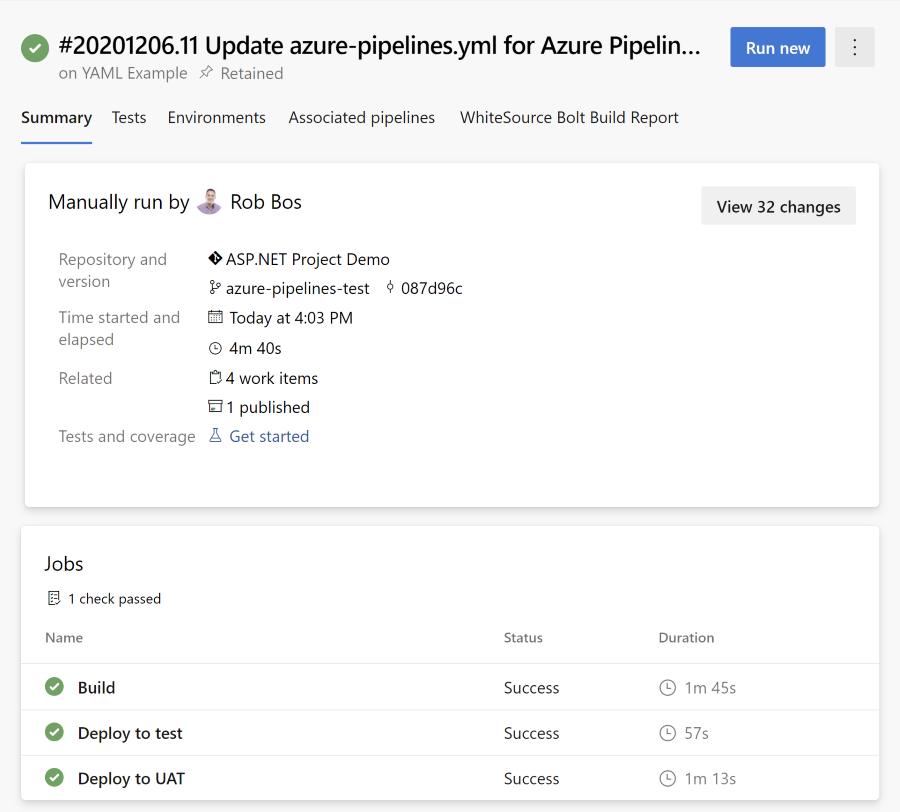 #20201206.11 Update azure-pipelines.yml for Azure Pipelin...
Run new
on YAML Example Retained
Summary Tests Environments Associated pipelines WhiteSource Bolt Build Report
Manually run by Rob Bos
View 32 changes
Repository and
version
ASP.NET Project Demo
azure-pipelines-test 087d96c
Time started and
elapsed
Today at 4:03 PM
4m 40s
Related
4 work items
1 published
Tests and coverage
Get started
Jobs
1 check passed
Name Status Duration
Build Success 1m 45s
Deploy to test Success 57s
Deploy to UAT Success 1m 13s